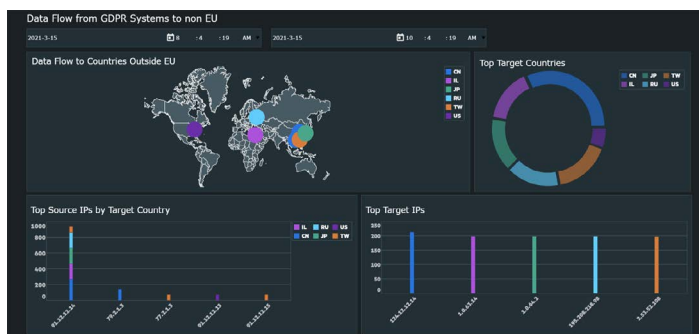 Data Flow from GDPR Systems to non EU
2021-3-15 8 :4 :19 AM 2021-3-15 10 :4 :19 AM
Data Flow to Countries Outside EU
CN
IL
JP
RU
TW
US
Top Target Countries
CN JP TW
IL RU US
Top Source IPs by Target Country
IL RU US
CN JP TW
1000
800
600
400
200
0
Top Target IPs
250
200
150
100
50
0